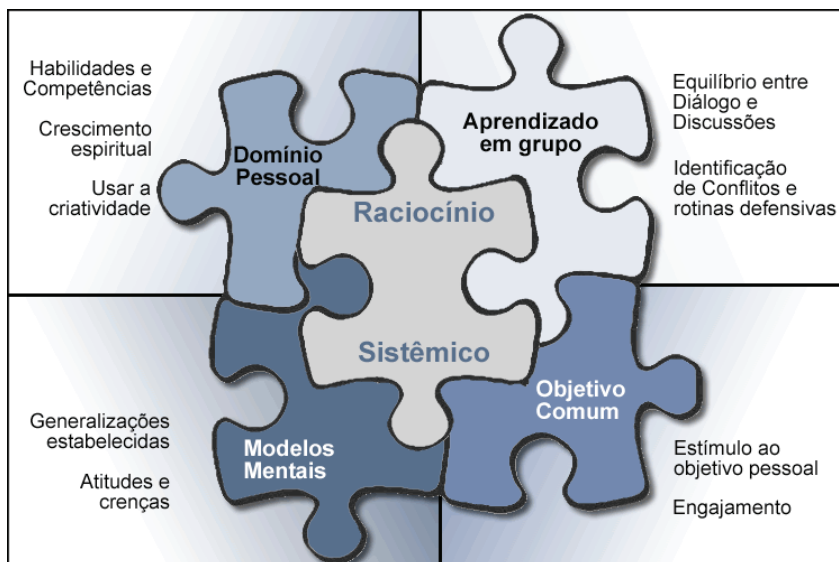 Habilidades e
Competências
Crescimento
espiritual
Usar a
criatividade
Domínio
Pessoal
Aprendizado
em grupo
Equilíbrio entre
Diálogo e
Discussões
Identificação
de Conflitos e
rotinas defensivas
Raciocínio
Sistêmico
Generalizações
estabelecidas
Atitudes e
crenças
Modelos
Mentais
Objetivo
Comum
Estímulo ao
objetivo pessoal
Engajamento